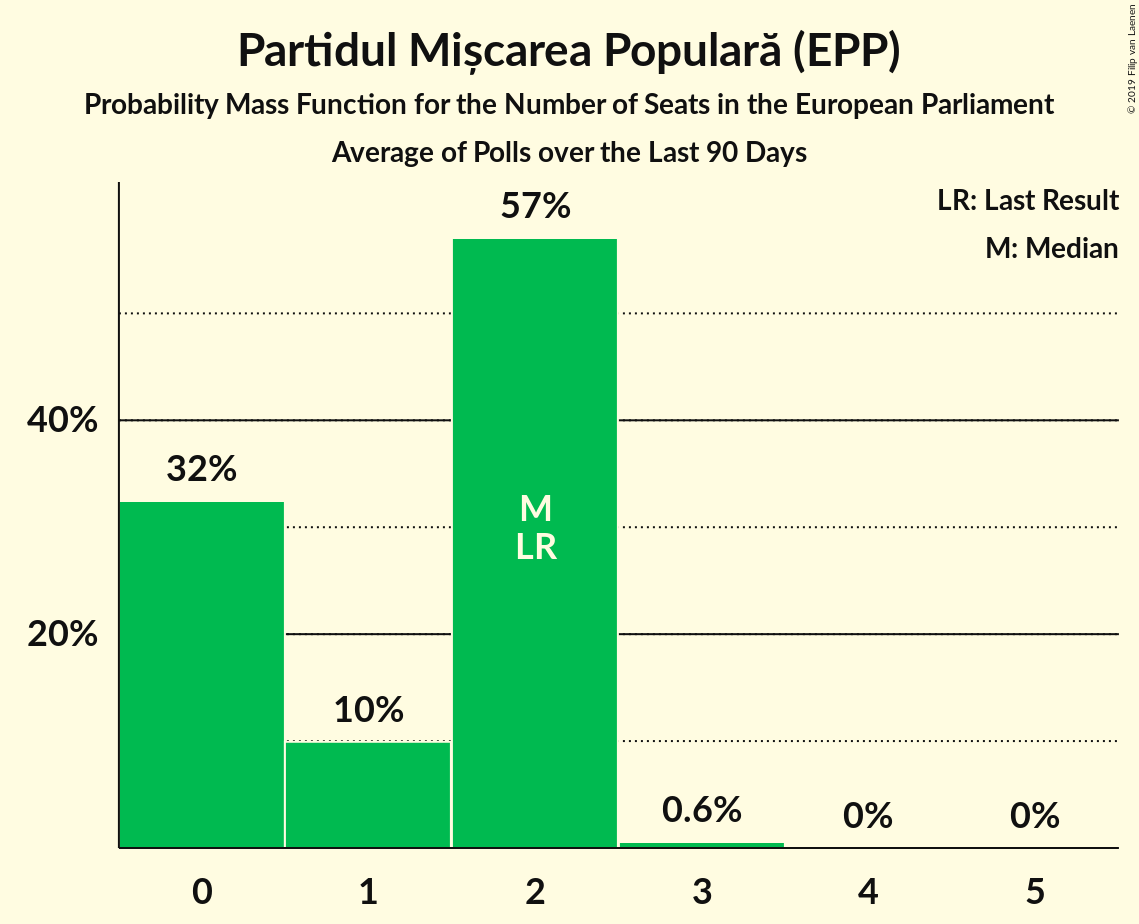 Partidul Mișcarea Populară (EPP)
Probability Mass Function for the Number of Seats in the European Parliament
Average of Polls over the Last 90 Days
© 2019 Filip van Laenen
LR: Last Result
M: Median
57%
40%
32%
M
LR
20%
10%
0.6%
0%
0%
0
1
2
3
4
5